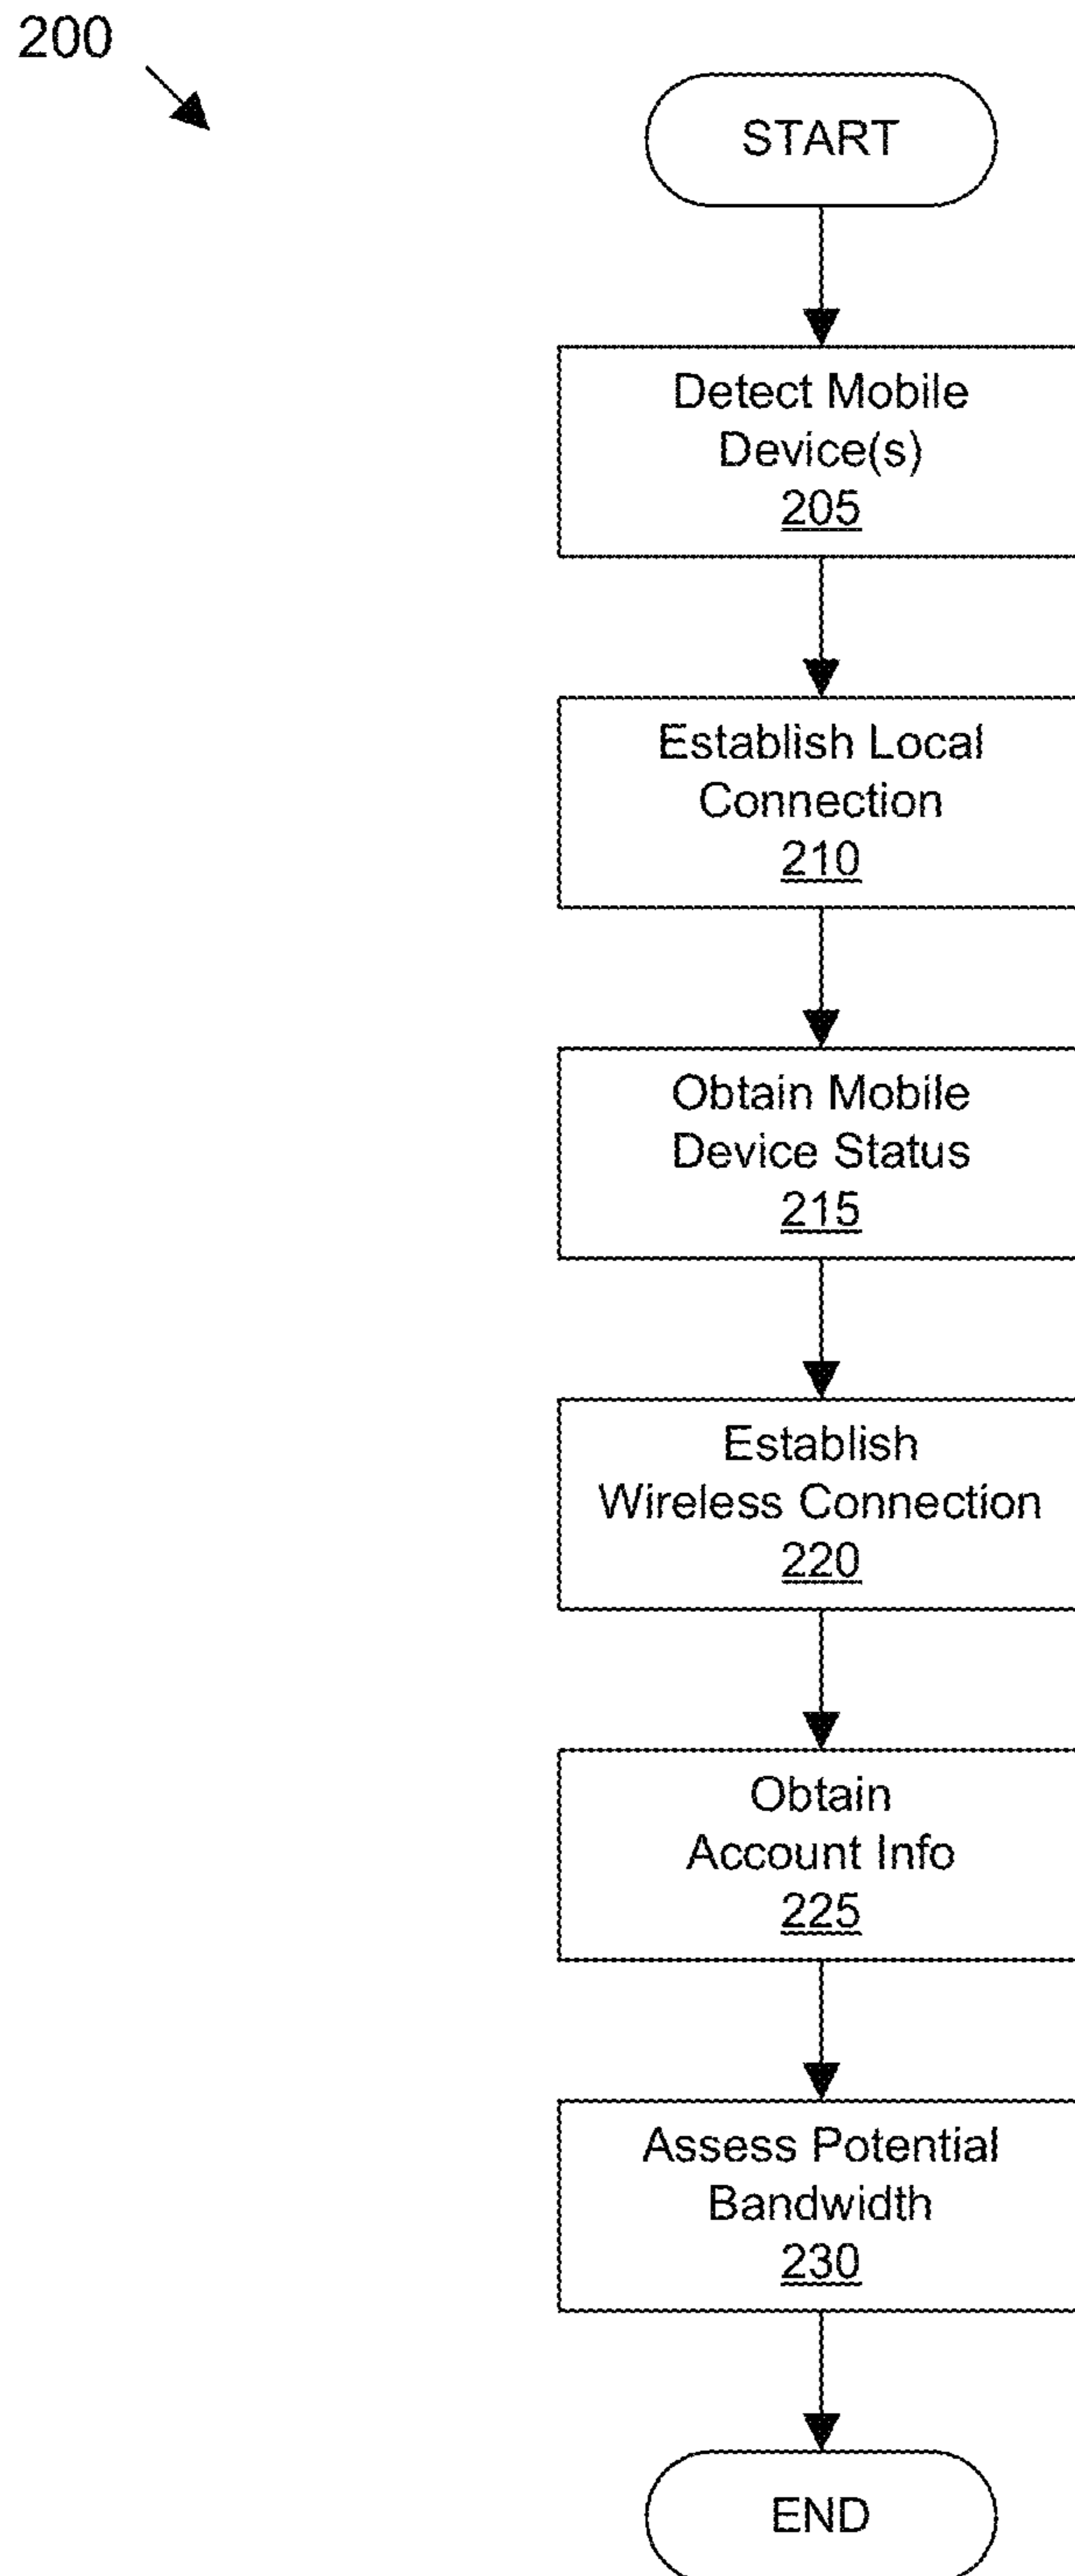 200
START
Detect Mobile
Device(s)
205
Establish Local
Connection
210
Obtain Mobile
Device Status
215
Establish
Wireless Connection
220
Obtain
Account Info
225
Assess Potential
Bandwidth
230
END